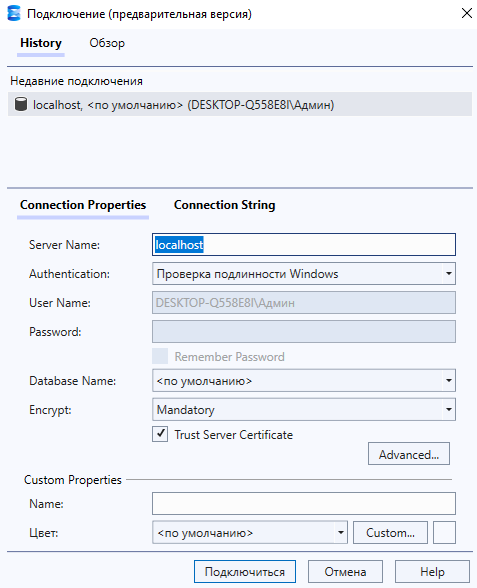 Подключение (предварительная версия)
History Обзор
Недавние подключения
localhost, <по умолчанию> (DESKTOP-Q558E8I\Админ)
Connection Properties Connection String
Server Name: localhost
Authentication: Проверка подлинности Windows
User Name: DESKTOP-Q558E8I\Админ
Password:
Remember Password
Database Name: <по умолчанию>
Encrypt: Mandatory
Trust Server Certificate
Advanced...
Custom Properties
Name:
Цвет: <по умолчанию> Custom...
Подключиться Отмена Help